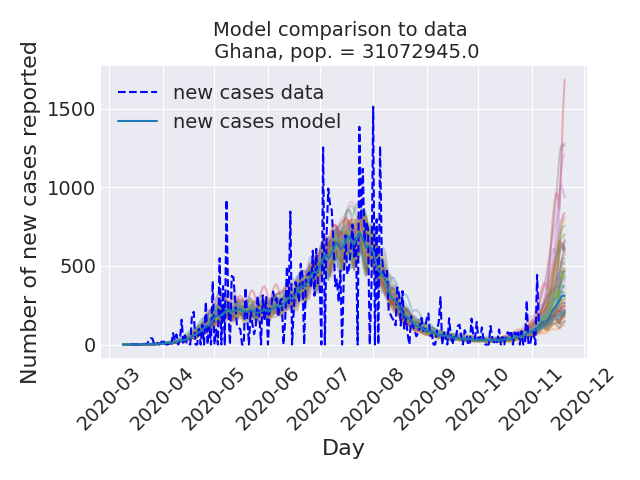 Model comparison to data
Ghana, pop. = 31072945.0
Number of new cases reported
1500
1000
500
0
new cases data
new cases model
2020-03
2020-04
2020-05
2020-06
2020-07
2020-08
2020-09
2020-10
2020-11
2020-12
Day